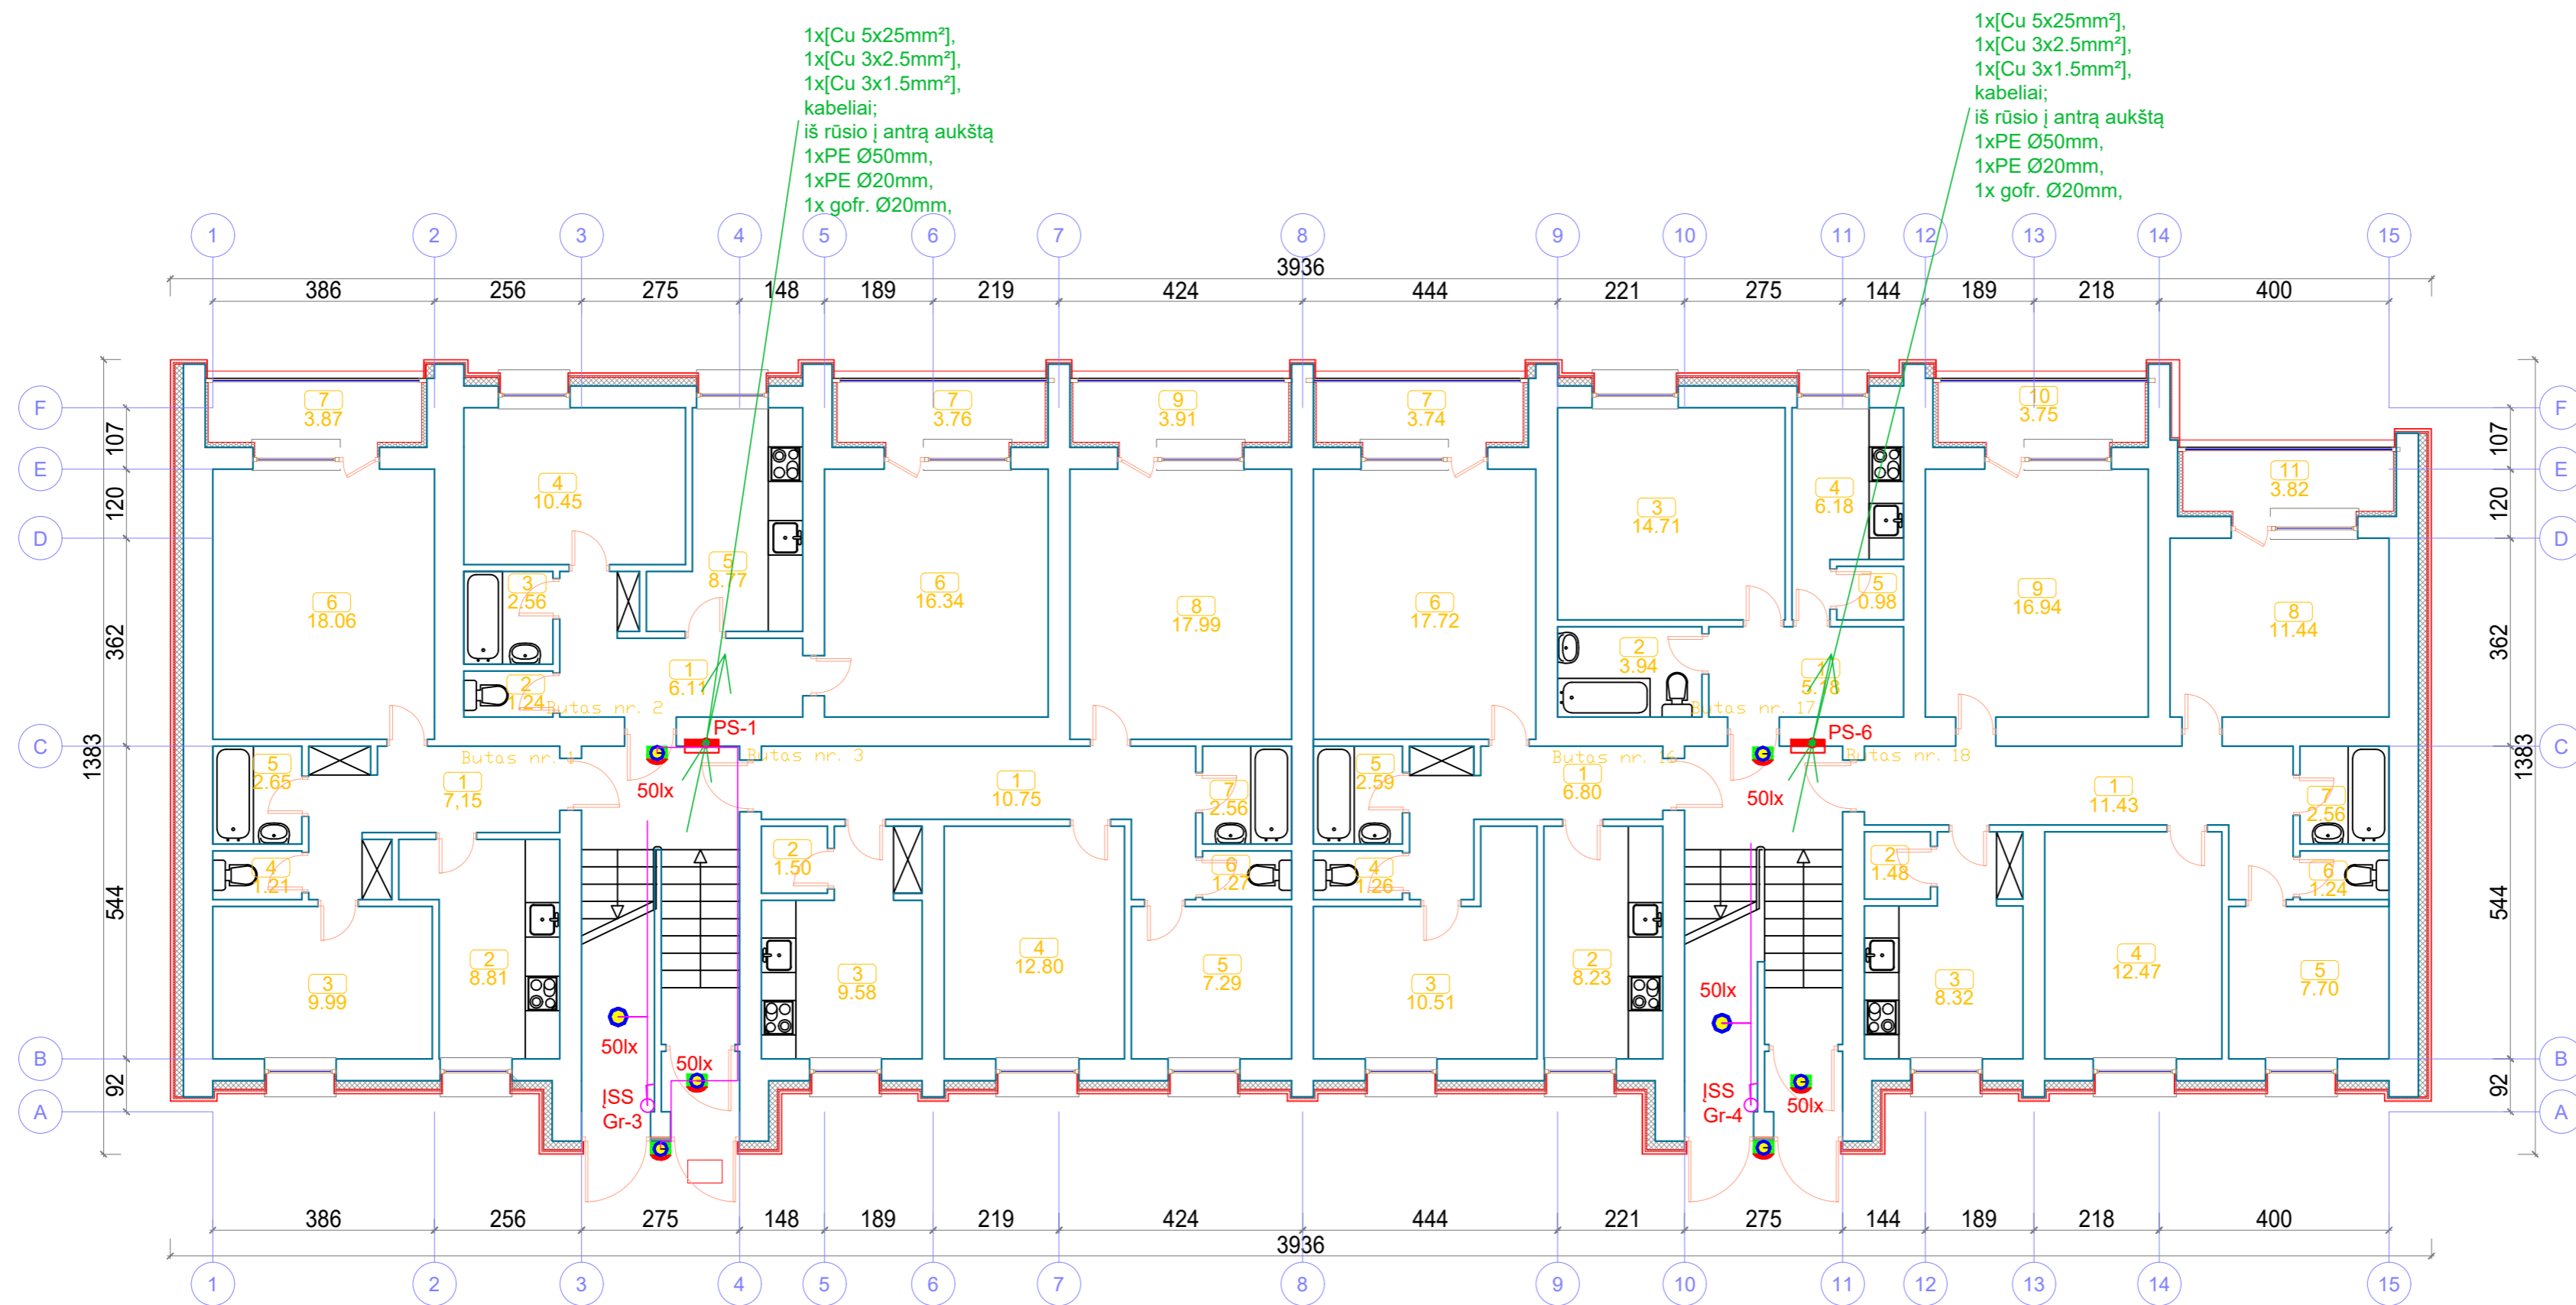 1x[Cu 5x25mm²],
1x[Cu 3x2.5mm²],
1x[Cu 3x1.5mm²],
kabeliai;
iš rūsio į antrą aukštą
1xPE Ø50mm,
1xPE Ø20mm,
1x gofr. Ø20mm,
1x[Cu 5x25mm²],
1x[Cu 3x2.5mm²],
1x[Cu 3x1.5mm²],
kabeliai;
iš rūsio į antrą aukštą
1xPE Ø50mm,
1xPE Ø20mm,
1x gofr. Ø20mm,
1 2 3 4 5 6 7 8 9 10 11 12 13 14 15
3936
386 256 275 148 189 219 424 444 221 275 144 189 218 400
F
E
D
C
B
A
107
120
362
544
92
1383
7
3.87
7
3.76
9
3.91
7
3.74
10
3.75
11
3.82
4
10.45
3
14.71
4
6.18
5
8.77
3
2.56
6
18.06
6
16.34
8
17.99
6
17.72
5
0.98
9
16.94
8
11.44
2
1.24
1
6.11
2
3.94
1
5.18
Butas nr. 2
Butas nr. 17
PS-1
PS-6
Butas nr. 1
Butas nr. 3
Butas nr. 16
Butas nr. 18
5
2.65
1
7,15
50lx
1
10.75
7
2.56
5
2.59
1
6.80
50lx
1
11.43
7
2.56
4
1.21
2
1.50
6
1.27
4
1.26
2
1.48
6
1.24
3
9.99
2
8.81
3
9.58
4
12.80
5
7.29
3
10.51
2
8.23
3
8.32
4
12.47
5
7.70
50lx
50lx
50lx
50lx
ĮSS
Gr-3
ĮSS
Gr-4
F
E
D
C
B
A
107
120
362
544
92
1383
386 256 275 148 189 219 424 444 221 275 144 189 218 400
3936
1 2 3 4 5 6 7 8 9 10 11 12 13 14 15